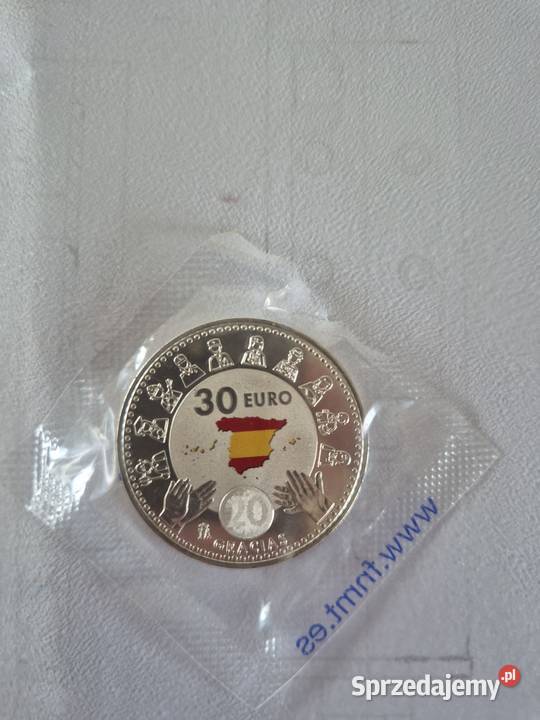 30 EURO
20
GRACIAS
www.fnmt.es
Sprzedajemy.pl